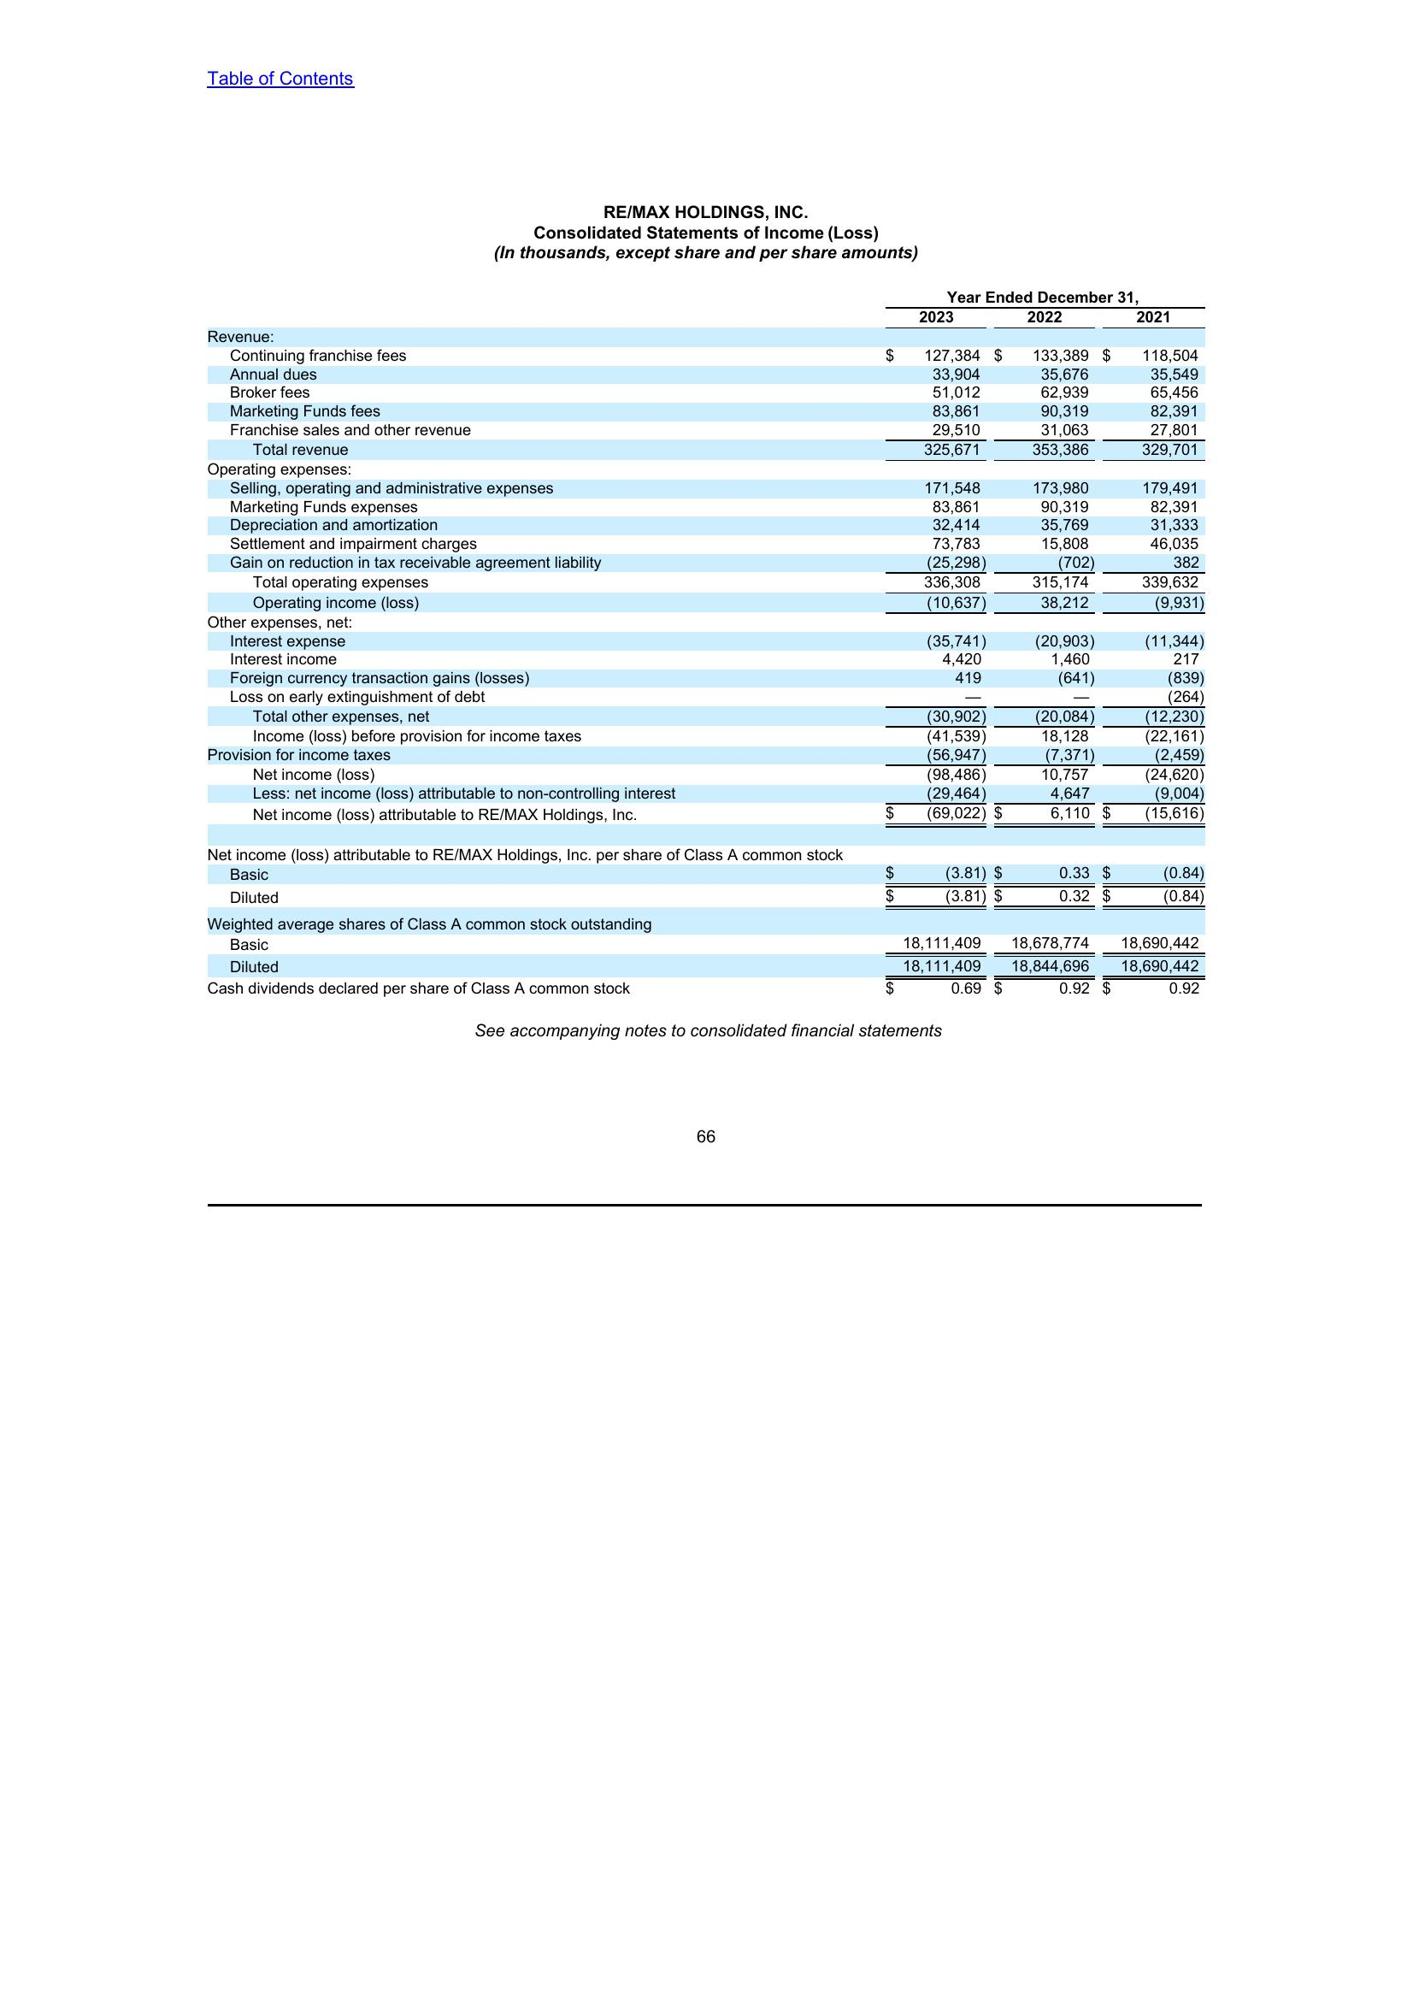 Table of Contents
RE/MAX HOLDINGS, INC.
Consolidated Statements of Income (Loss)
(In thousands, except share and per share amounts)
Year Ended December 31,
2023 2022 2021
Revenue:
Continuing franchise fees $ 127,384 $ 133,389 $ 118,504
Annual dues 33,904 35,676 35,549
Broker fees 51,012 62,939 65,456
Marketing Funds fees 83,861 90,319 82,391
Franchise sales and other revenue 29,510 31,063 27,801
Total revenue 325,671 353,386 329,701
Operating expenses:
Selling, operating and administrative expenses 171,548 173,980 179,491
Marketing Funds expenses 83,861 90,319 82,391
Depreciation and amortization 32,414 35,769 31,333
Settlement and impairment charges 73,783 15,808 46,035
Gain on reduction in tax receivable agreement liability (25,298) (702) 382
Total operating expenses 336,308 315,174 339,632
Operating income (loss) (10,637) 38,212 (9,931)
Other expenses, net:
Interest expense (35,741) (20,903) (11,344)
Interest income 4,420 1,460 217
Foreign currency transaction gains (losses) 419 (641) (839)
Loss on early extinguishment of debt — — (264)
Total other expenses, net (30,902) (20,084) (12,230)
Income (loss) before provision for income taxes (41,539) 18,128 (22,161)
Provision for income taxes (56,947) (7,371) (2,459)
Net income (loss) (98,486) 10,757 (24,620)
Less: net income (loss) attributable to non-controlling interest (29,464) 4,647 (9,004)
Net income (loss) attributable to RE/MAX Holdings, Inc. $ (69,022) $ 6,110 $ (15,616)
Net income (loss) attributable to RE/MAX Holdings, Inc. per share of Class A common stock
Basic $ (3.81) $ 0.33 $ (0.84)
Diluted $ (3.81) $ 0.32 $ (0.84)
Weighted average shares of Class A common stock outstanding
Basic 18,111,409 18,678,774 18,690,442
Diluted 18,111,409 18,844,696 18,690,442
Cash dividends declared per share of Class A common stock $ 0.69 $ 0.92 $ 0.92
See accompanying notes to consolidated financial statements
66